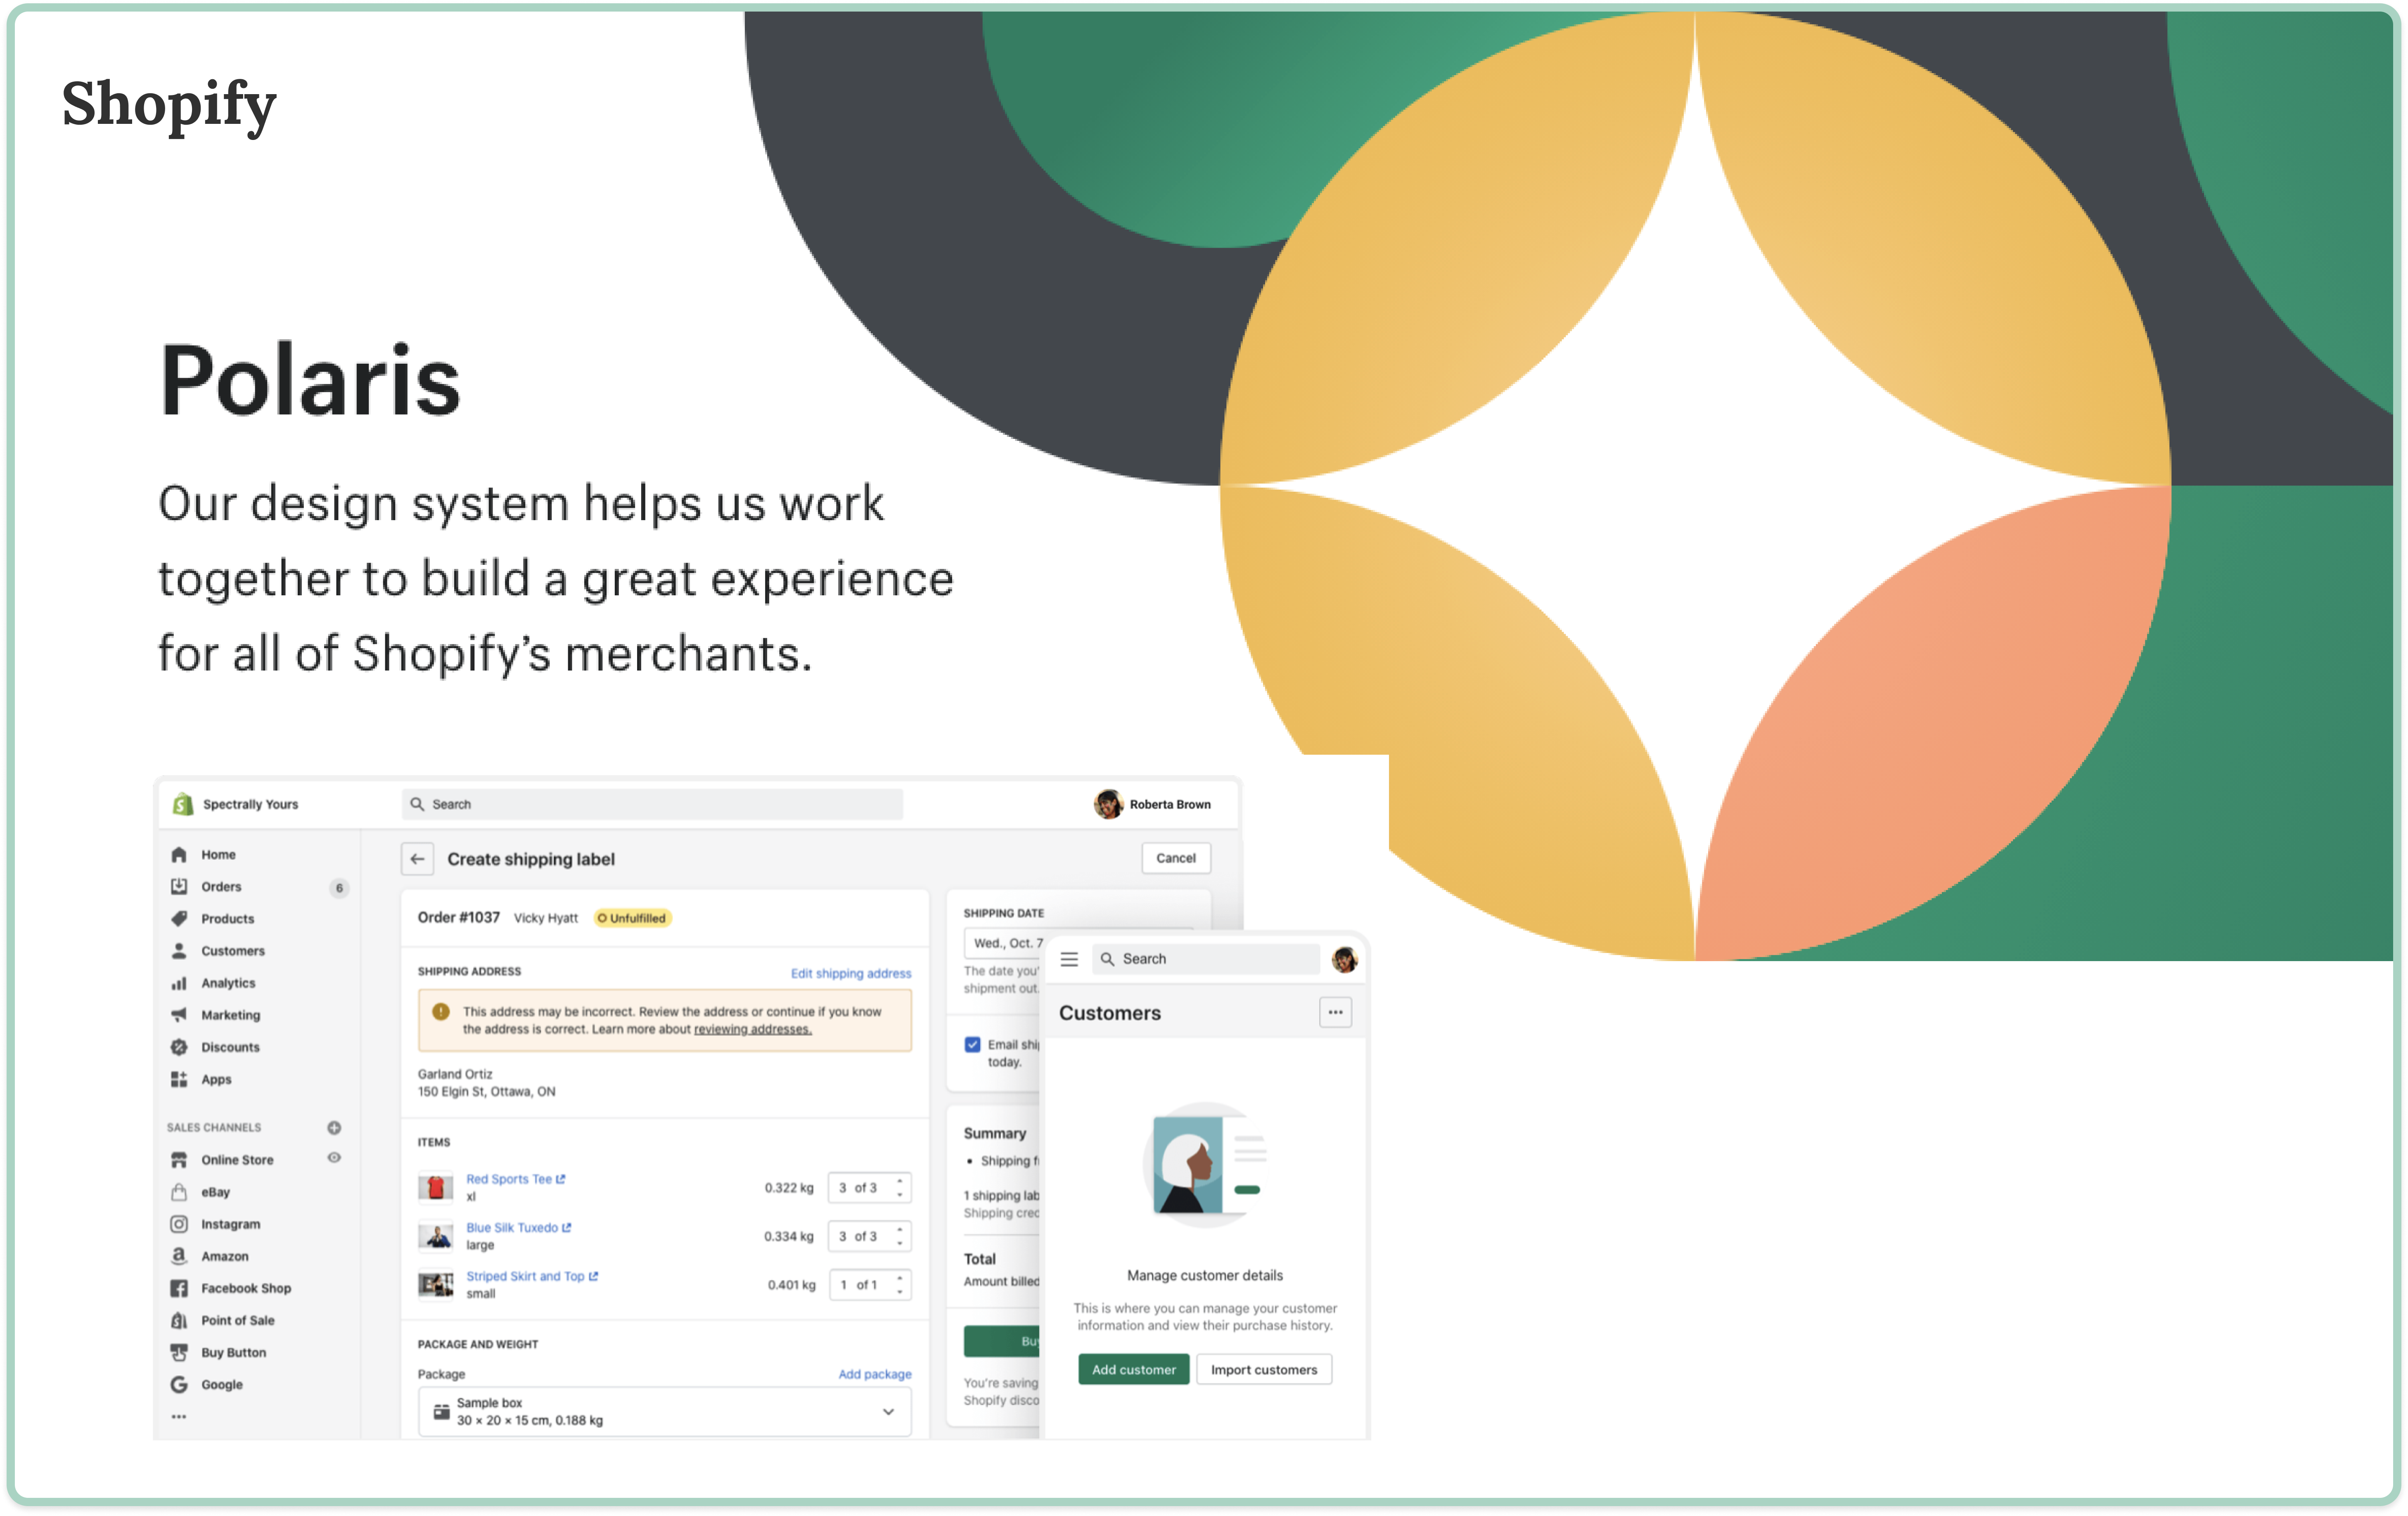 Shopify
Polaris
Our design system helps us work
together to build a great experience
for all of Shopify’s merchants.
Spectrally Yours
Search
Roberta Brown
Home
Orders 6
Products
Customers
Analytics
Marketing
Discounts
Apps
SALES CHANNELS
Online Store
eBay
Instagram
Amazon
Facebook Shop
Point of Sale
Buy Button
Google
Create shipping label
Cancel
Order #1037 Vicky Hyatt Unfulfilled
SHIPPING ADDRESS Edit shipping address
This address may be incorrect. Review the address or continue if you know
the address is correct. Learn more about reviewing addresses.
Garland Ortiz
150 Elgin St, Ottawa, ON
ITEMS
Red Sports Tee 0.322 kg 3 of 3
xl
Blue Silk Tuxedo 0.334 kg 3 of 3
large
Striped Skirt and Top 0.401 kg 1 of 1
small
PACKAGE AND WEIGHT
Package Add package
Sample box
30 × 20 × 15 cm, 0.188 kg
SHIPPING DATE
Wed., Oct. 7
The date you'
shipment out.
Email
today.
Summary
• Shipping
1 shipping
Shipping
Total
Amount billed
You're saving
Shopify
Search
Customers
Manage customer details
This is where you can manage your customer
information and view their purchase history.
Add customer Import customers